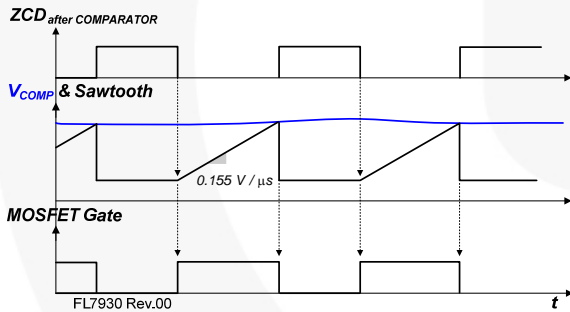 ZCD after COMPARATOR
VCOMP & Sawtooth
0.155 V / μs
MOSFET Gate
FL7930 Rev.00
t